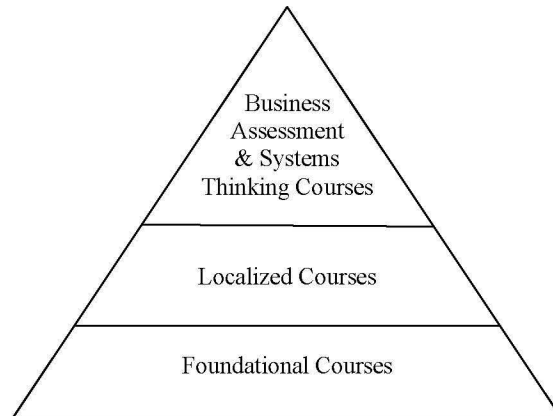 Business
Assessment
& Systems
Thinking Courses
Localized Courses
Foundational Courses